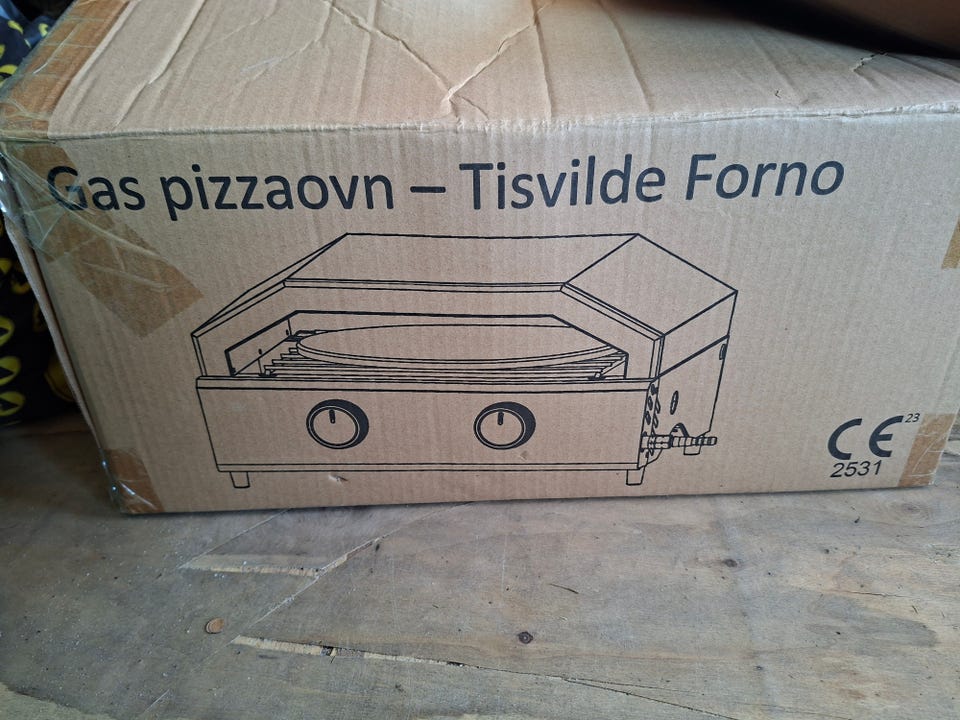 Gas pizzaovn – Tisvilde Forno
CE 23
2531